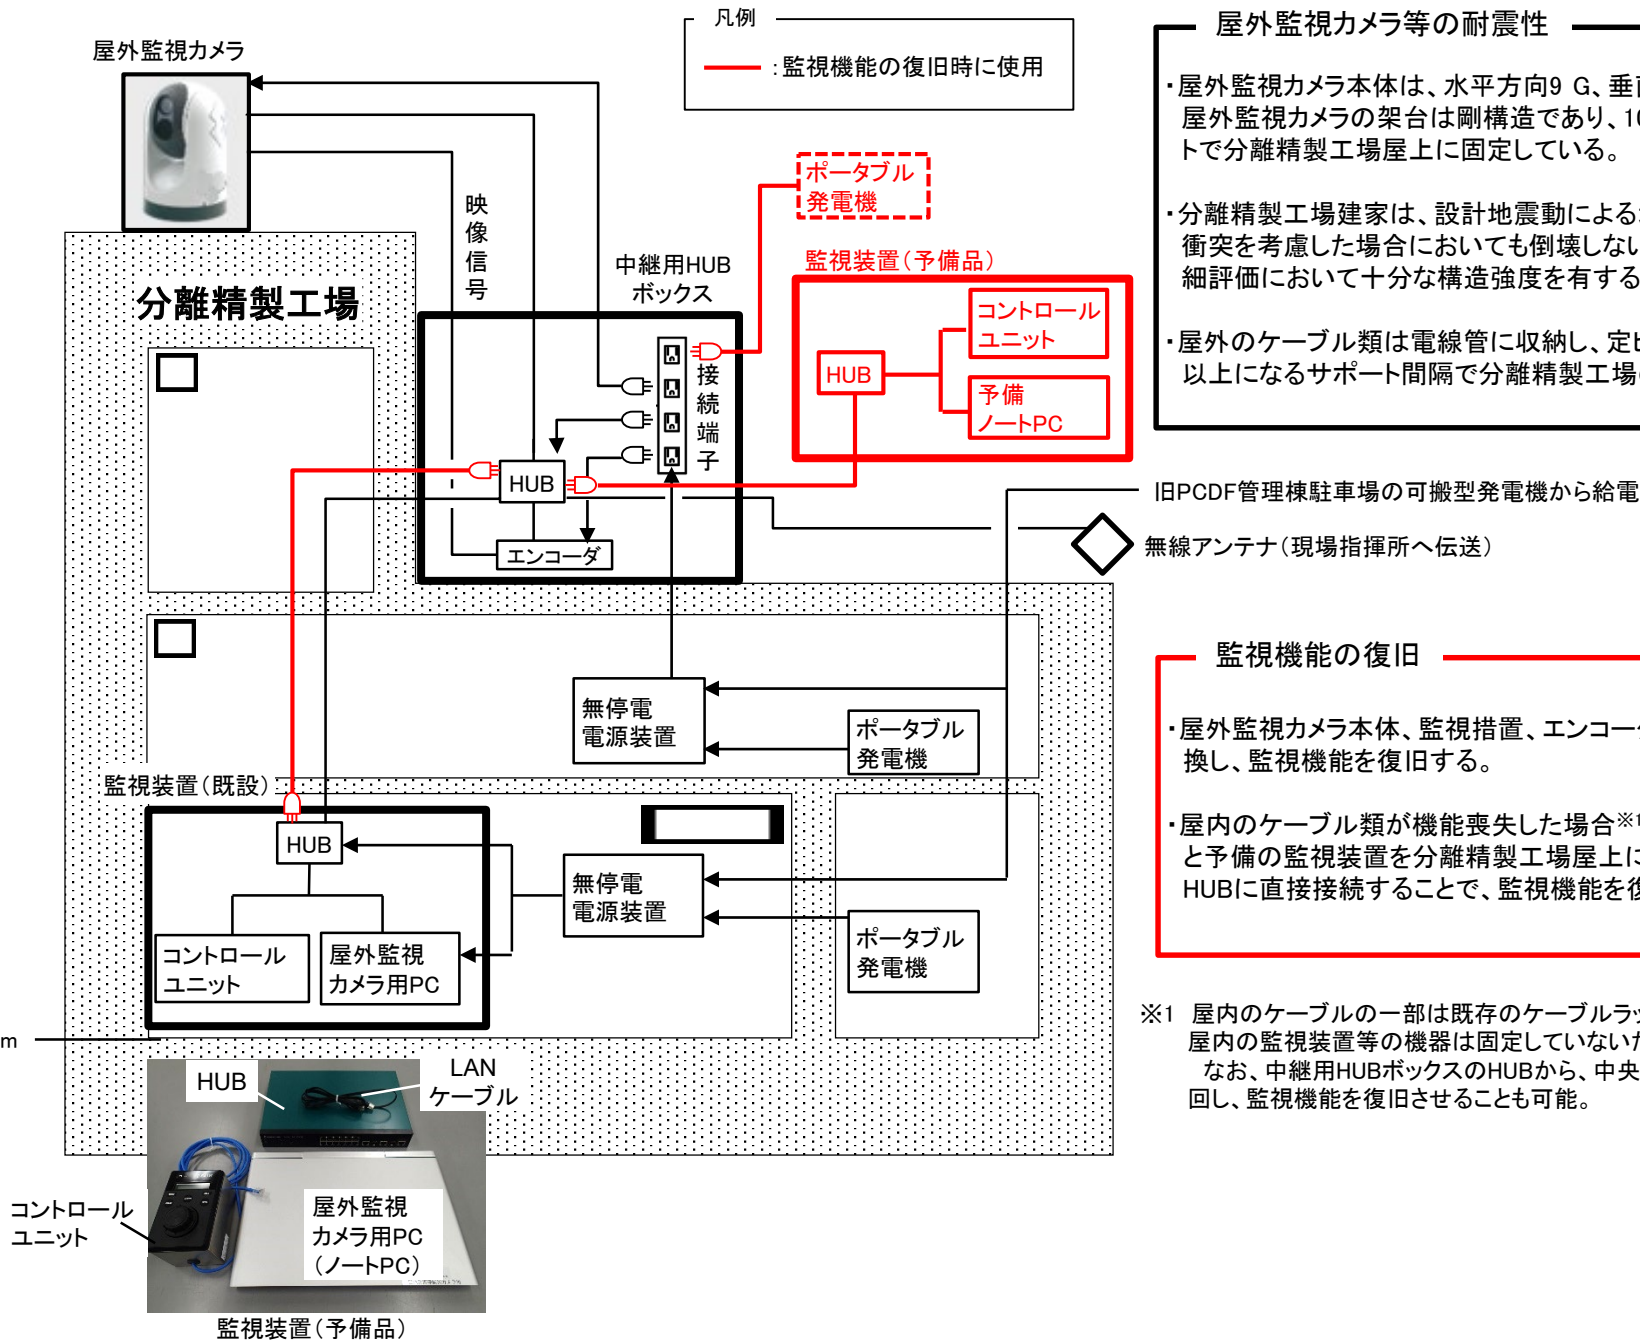 凡例
:監視機能の復旧時に使用
屋外監視カメラ
映像信号
ポータブル
発電機
監視装置(予備品)
コントロール
ユニット
HUB
予備
ノートPC
中継用HUB
ボックス
接続端子
HUB
エンコーダ
分離精製工場
旧PCDF管理棟駐車場の可搬型発電機から給電
無線アンテナ(現場指揮所へ伝送)
無停電
電源装置
ポータブル
発電機
監視装置(既設)
HUB
コントロール
ユニット
屋外監視
カメラ用PC
無停電
電源装置
ポータブル
発電機
m
HUB
LAN
ケーブル
コントロール
ユニット
屋外監視
カメラ用PC
(ノートPC)
監視装置(予備品)
屋外監視カメラ等の耐震性
・屋外監視カメラ本体は、水平方向9 G、垂
屋外監視カメラの架台は剛構造であり、10
トで分離精製工場屋上に固定している。
・分離精製工場建家は、設計地震動による
衝突を考慮した場合においても倒壊しない
細評価において十分な構造強度を有する
・屋外のケーブル類は電線管に収納し、定
以上になるサポート間隔で分離精製工場
監視機能の復旧
・屋外監視カメラ本体、監視措置、エンコー
換し、監視機能を復旧する。
・屋内のケーブル類が機能喪失した場合※1
と予備の監視装置を分離精製工場屋上に
HUBに直接接続することで、監視機能を
※1 屋内のケーブルの一部は既存のケーブルラッ
屋内の監視装置等の機器は固定していない
なお、中継用HUBボックスのHUBから、中央
回し、監視機能を復旧させることも可能。